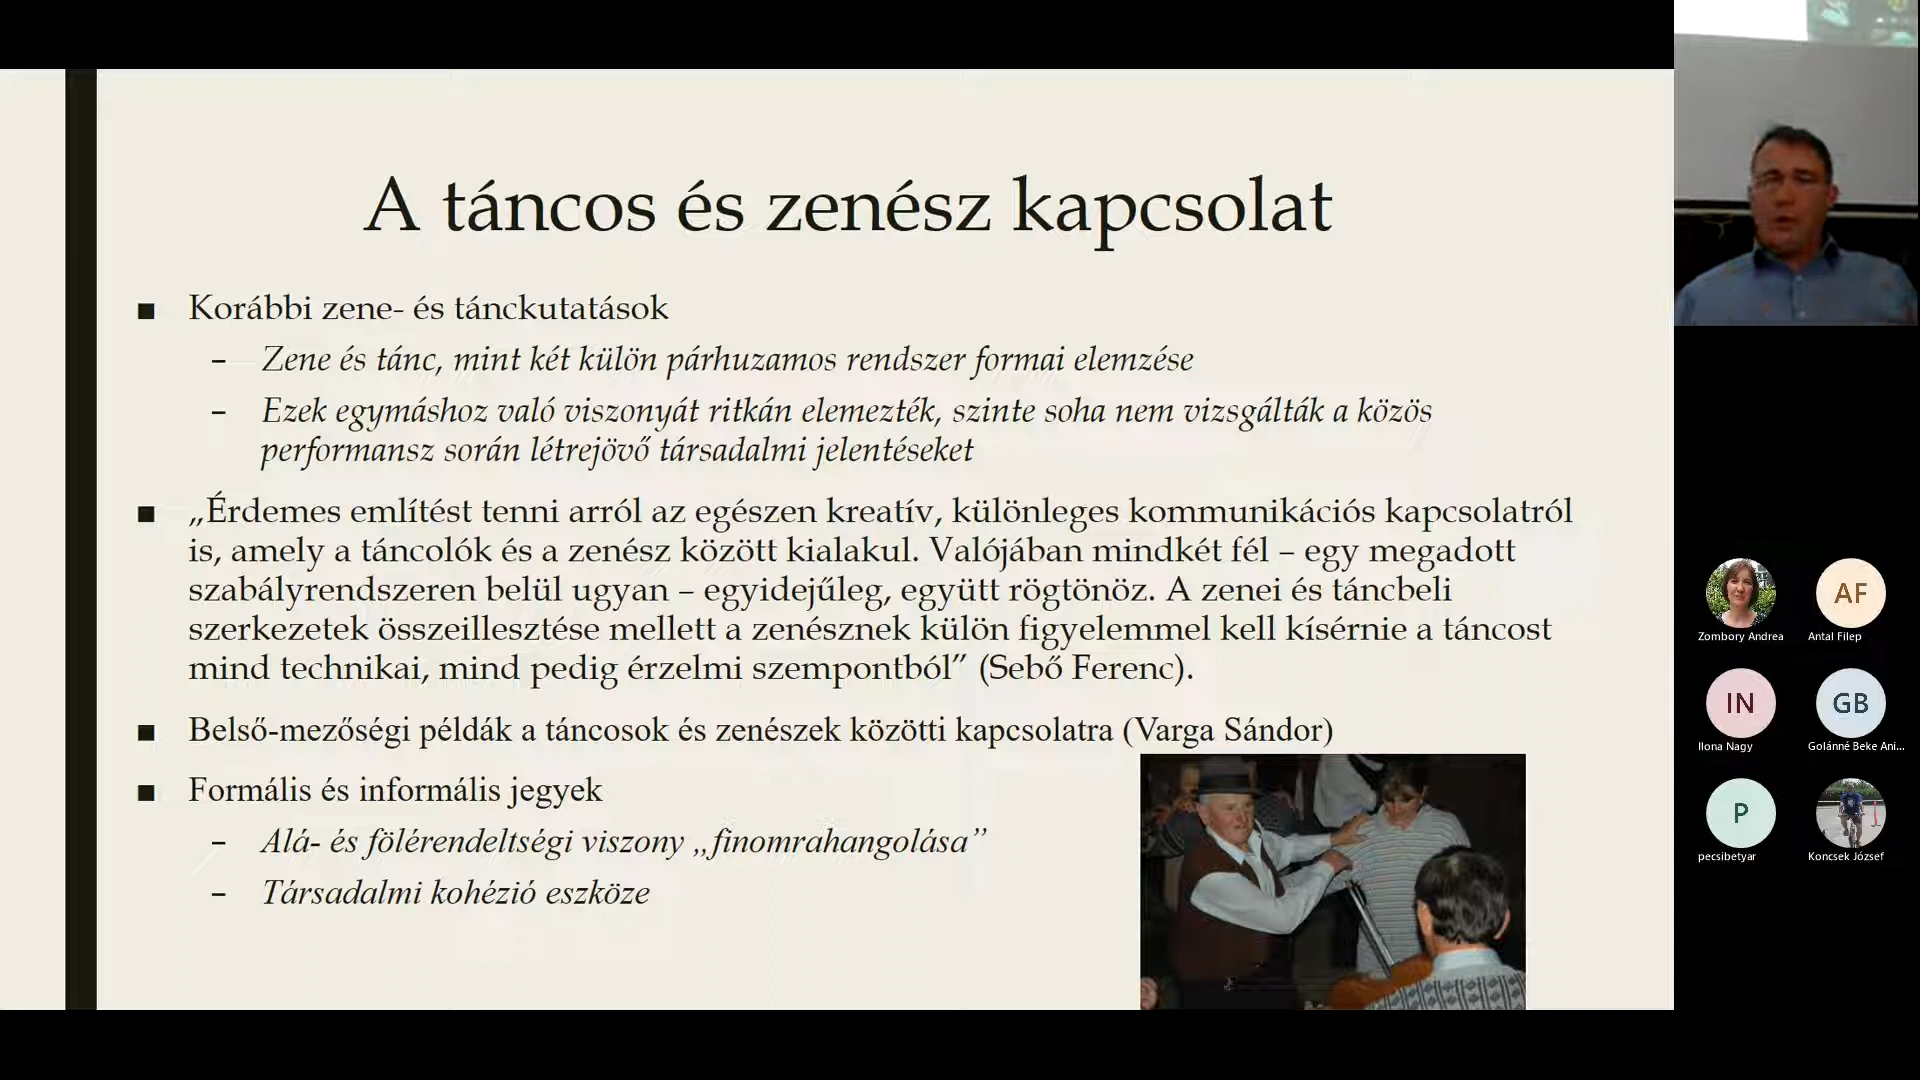 A táncos és zenész kapcsolat
■ Korábbi zene- és tánckutatások
– Zene és tánc, mint két külön párhuzamos rendszer formai elemzése
– Ezek egymáshoz való viszonyát ritkán elemezték, szinte soha nem vizsgálták a közös
performansz során létrejövő társadalmi jelentéseket
■ „Érdemes említést tenni arról az egészen kreatív, különleges kommunikációs kapcsolatról
is, amely a táncolók és a zenész között kialakul. Valójában mindkét fél – egy megadott
szabályrendszeren belül ugyan – egyidejűleg, együtt rögtönöz. A zenei és táncbeli
szerkezetek összeillesztése mellett a zenésznek külön figyelemmel kell kísérnie a táncost
mind technikai, mind pedig érzelmi szempontból” (Sebő Ferenc).
■ Belső-mezőségi példák a táncosok és zenészek közötti kapcsolatra (Varga Sándor)
■ Formális és informális jegyek
– Alá- és fölérendeltségi viszony „finomrahangolása”
– Társadalmi kohézió eszköze
AF
Zombory Andrea
Antal Filep
IN
GB
Ilona Nagy
Golánné Beke Ani...
P
pecsibetyar
Koncsek József